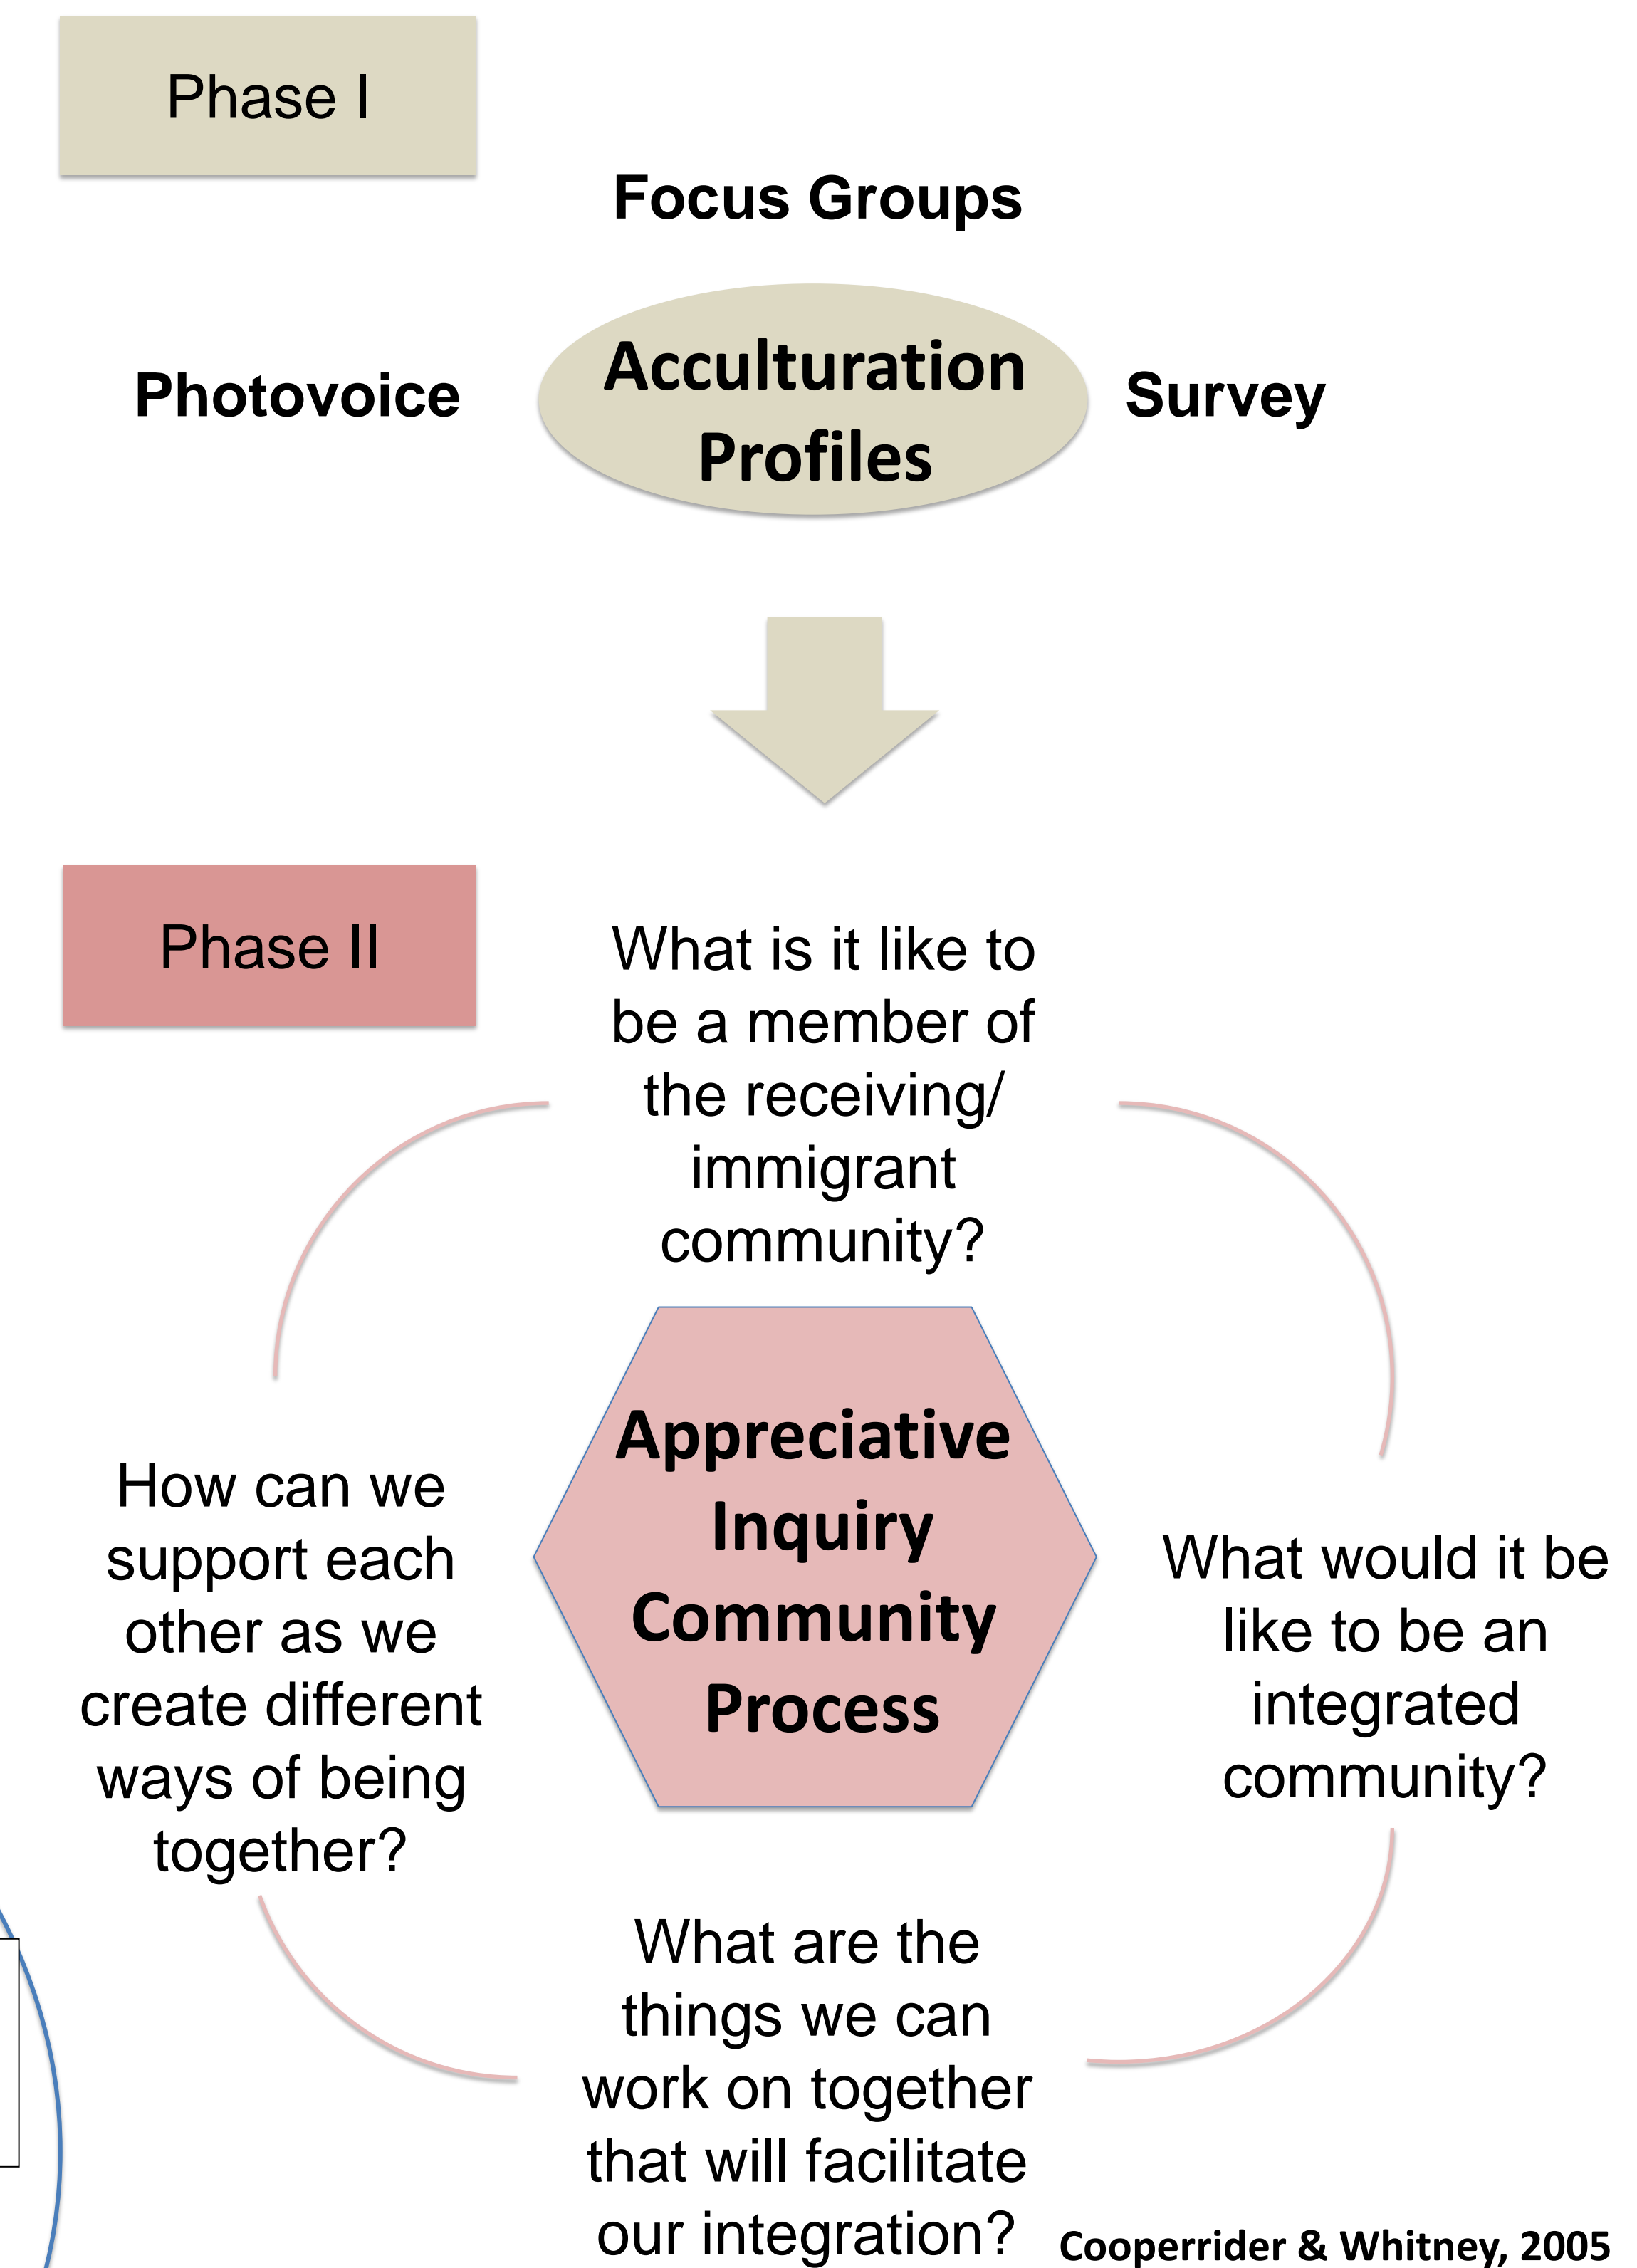 Phase I
Focus Groups
Photovoice
Acculturation
Profiles
Survey
Phase II
What is it like to
be a member of
the receiving/
immigrant
community?
Appreciative
Inquiry
Community
Process
What would it be
like to be an
integrated
community?
What are the
things we can
work on together
that will facilitate
our integration?
How can we
support each
other as we
create different
ways of being
together?
Cooperrider & Whitney, 2005